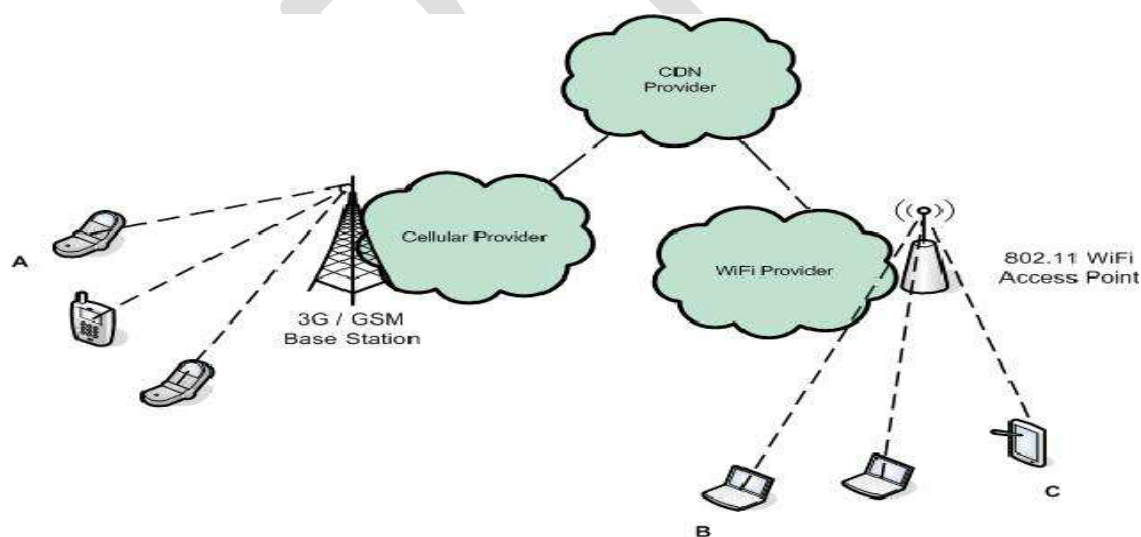 CDN
Provider
Cellular Provider
WiFi Provider
802.11 WiFi
Access Point
A
3G / GSM
Base Station
C
B